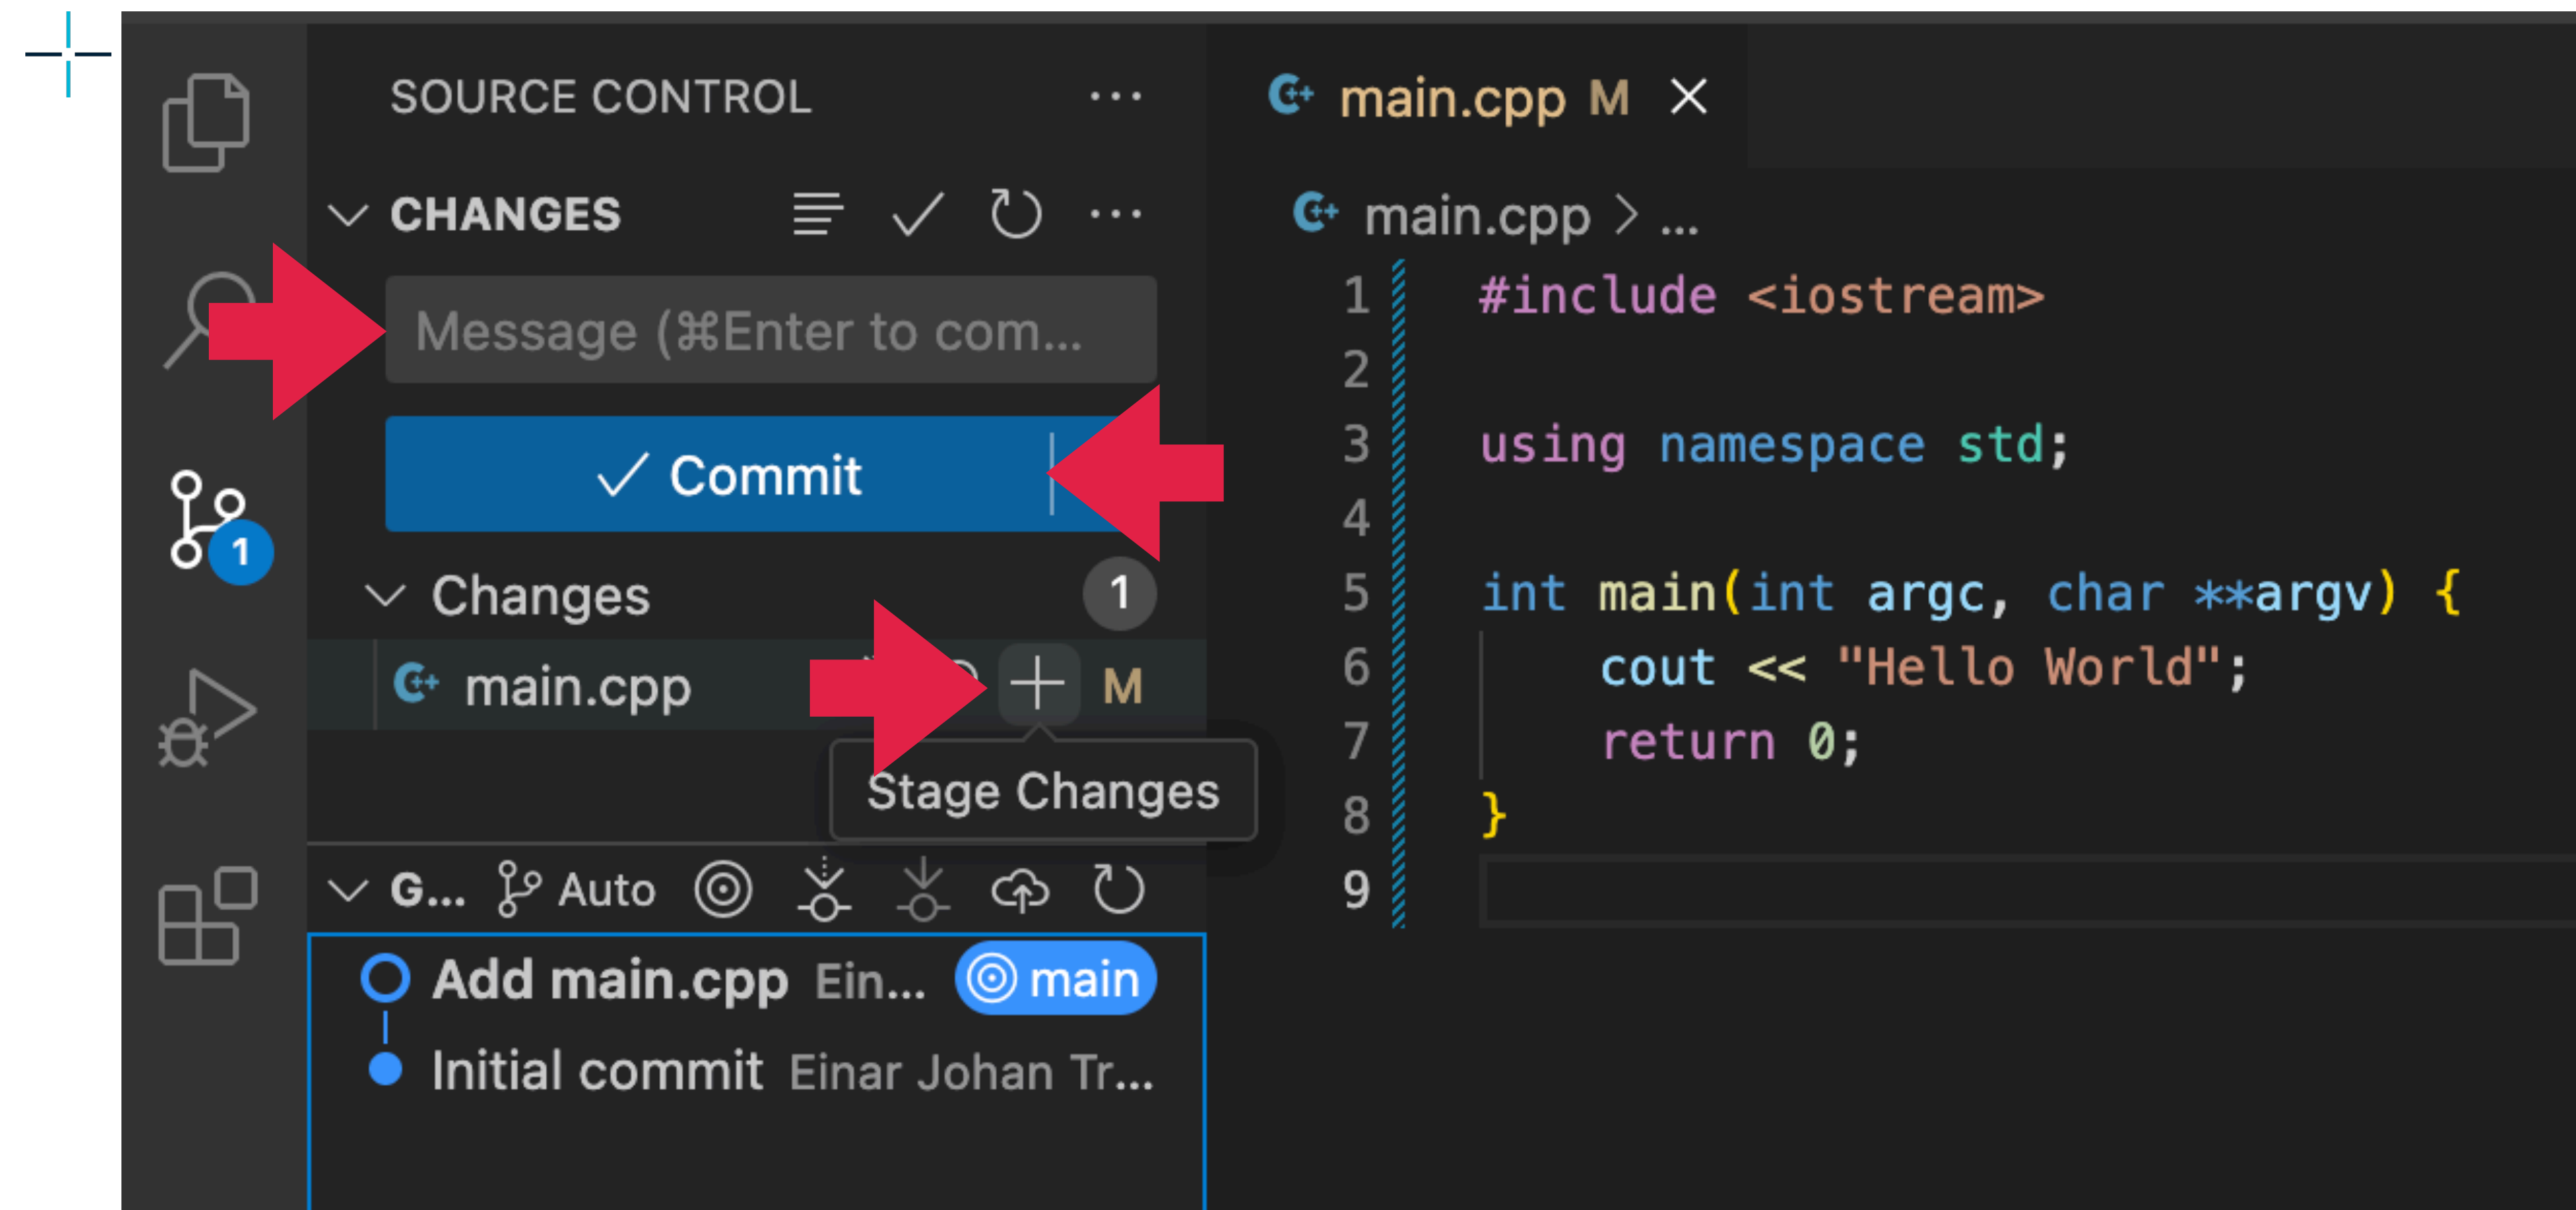 SOURCE CONTROL
CHANGES
Message (⌘Enter to com...
Commit
1
Changes 1
main.cpp M
Stage Changes
G... Auto
Add main.cpp Ein... main
Initial commit Einar Johan Tr...
main.cpp M
main.cpp > ...
1 #include <iostream>
2
3 using namespace std;
4
5 int main(int argc, char **argv) {
6 cout << "Hello World";
7 return 0;
8 }
9